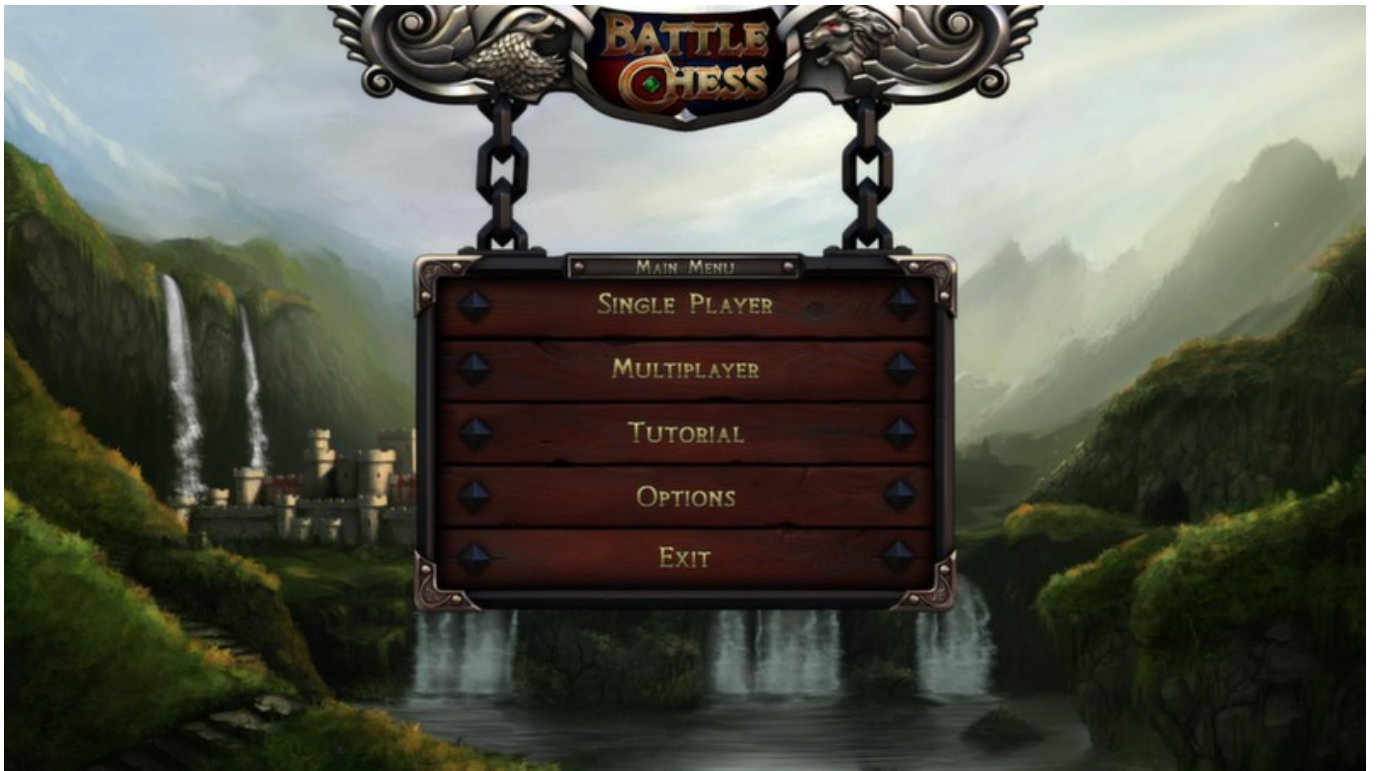 BATTLE
CHESS
MAIN MENU
SINGLE PLAYER
MULTIPLAYER
TUTORIAL
OPTIONS
EXIT